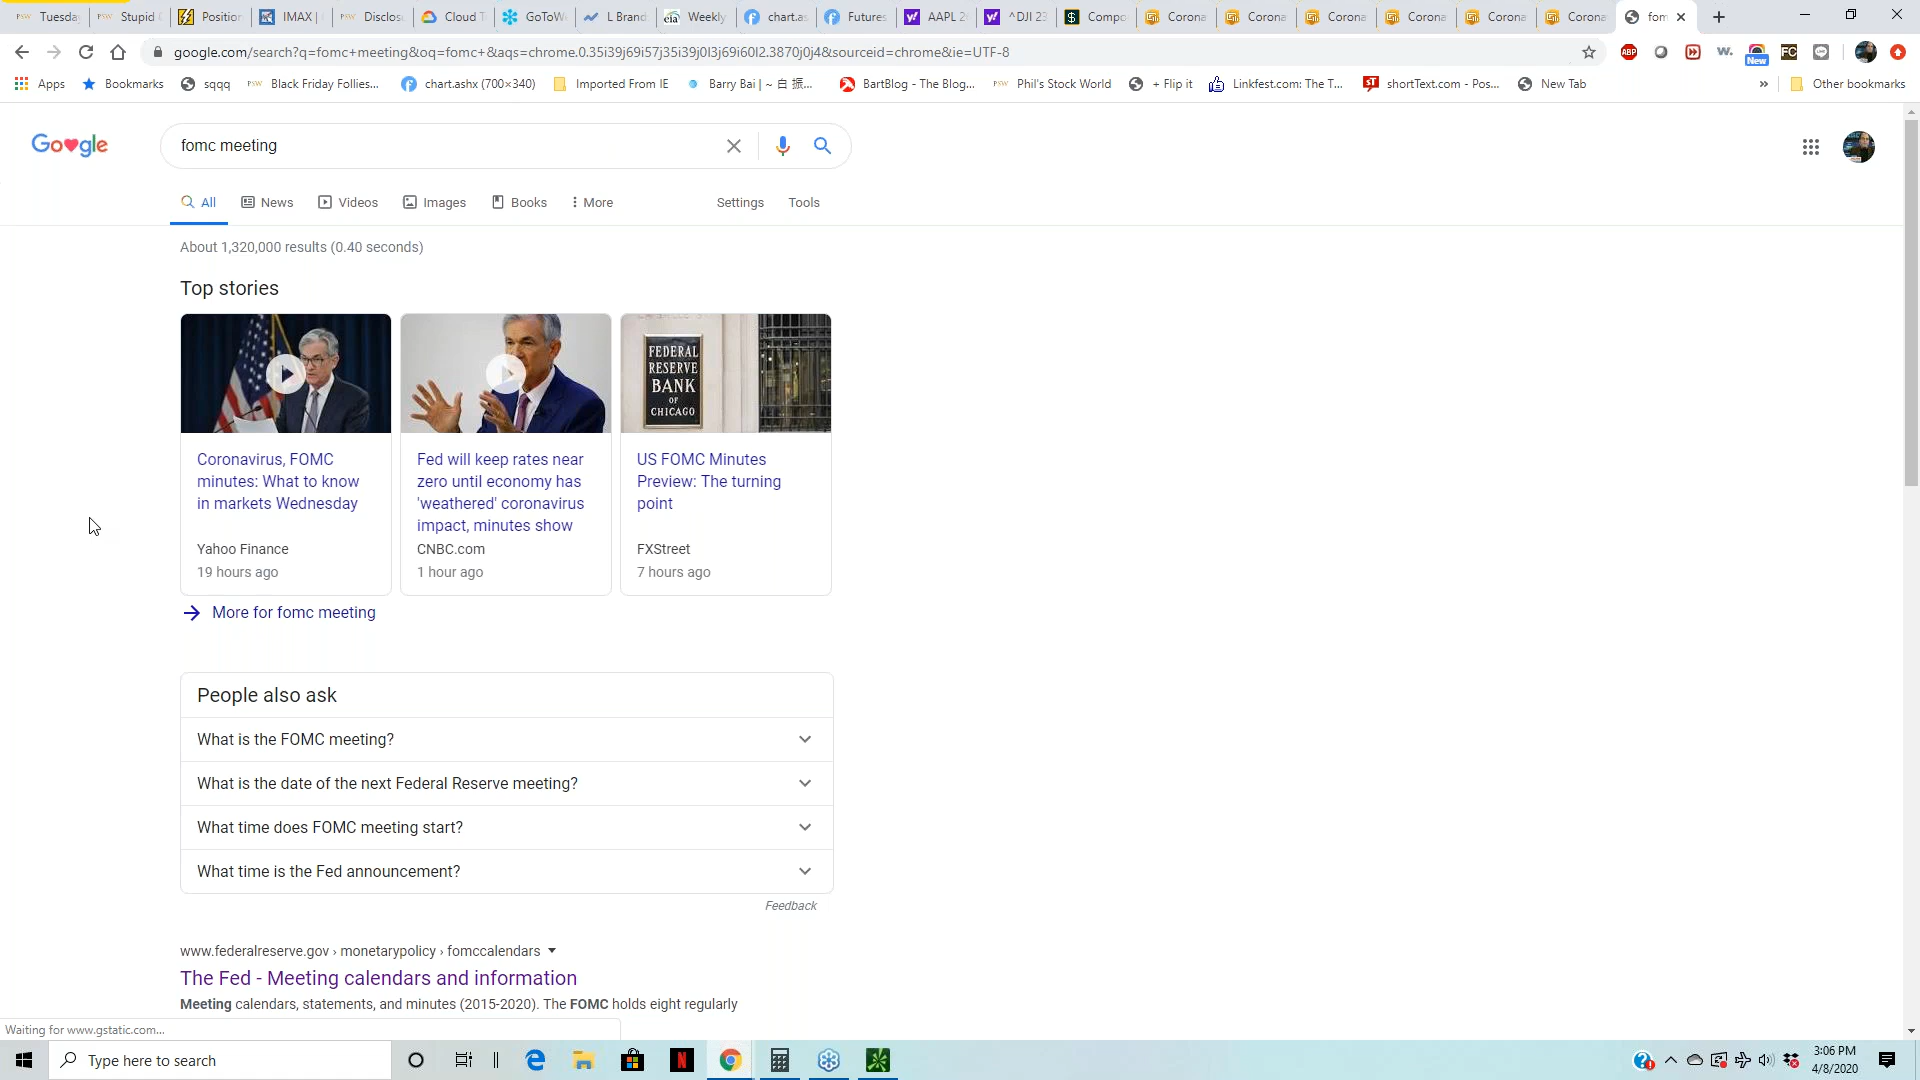 Tuesday
Stupid
Position
IMAX |
Disclos
Cloud T
GoToW
L Brand
Weekly
chart.as
Futures
AAPL 2
^DJI 23
Compo
Corona
Corona
Corona
Corona
Corona
Corona
fom
google.com/search?q=fomc+meeting&oq=fomc+&aqs=chrome.0.35i39j69i57j35i39j0l3j69i60l2.3870j0j4&sourceid=chrome&ie=UTF-8
ABP
W.
New
FC
Apps
Bookmarks
sqqq
PSW Black Friday Follies...
chart.ashx (700×340)
Imported From IE
Barry Bai | ~ 白 振...
BartBlog - The Blog...
PSW Phil's Stock World
+ Flip it
Linkfest.com: The T...
shortText.com - Pos...
New Tab
»
Other bookmarks
Google
fomc meeting
All
News
Videos
Images
Books
More
Settings
Tools
About 1,320,000 results (0.40 seconds)
Top stories
FEDERAL
RESERVE
BANK
OF
CHICAGO
Coronavirus, FOMC
minutes: What to know
in markets Wednesday
Yahoo Finance
19 hours ago
Fed will keep rates near
zero until economy has
'weathered' coronavirus
impact, minutes show
CNBC.com
1 hour ago
US FOMC Minutes
Preview: The turning
point
FXStreet
7 hours ago
More for fomc meeting
People also ask
What is the FOMC meeting?
What is the date of the next Federal Reserve meeting?
What time does FOMC meeting start?
What time is the Fed announcement?
Feedback
www.federalreserve.gov › monetarypolicy › fomccalendars
The Fed - Meeting calendars and information
Meeting calendars, statements, and minutes (2015-2020). The FOMC holds eight regularly
Waiting for www.gstatic.com...
Type here to search
3:06 PM
4/8/2020